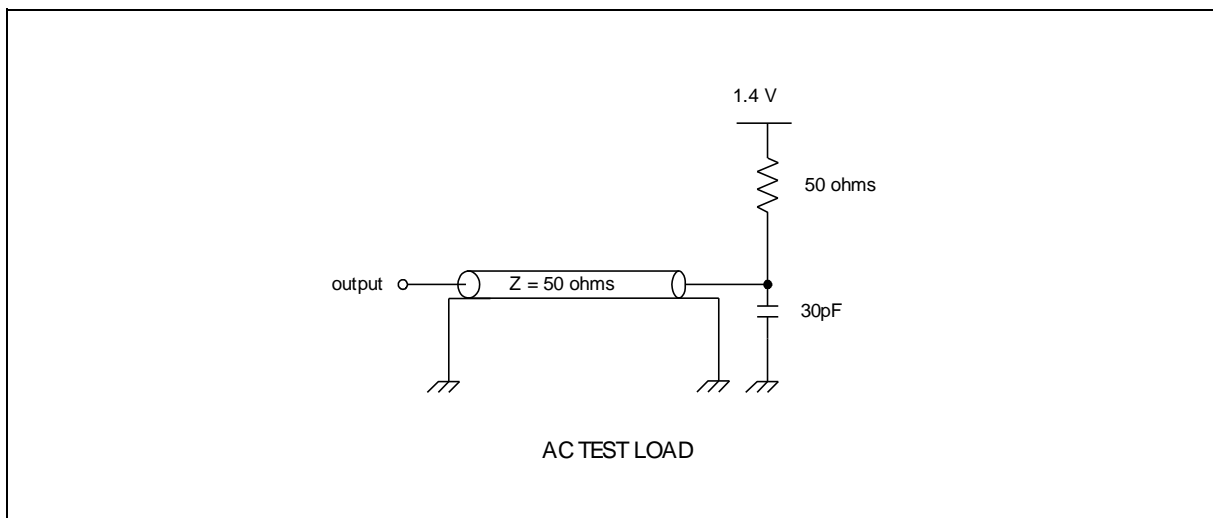 1.4 V
50 ohms
output
Z = 50 ohms
30pF
AC TEST LOAD